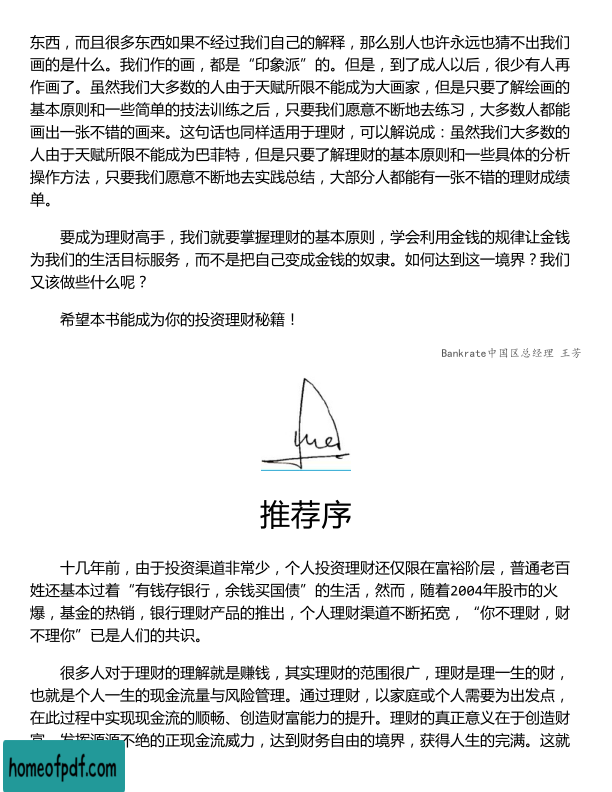 东西，而且很多东西如果不经过我们自己的解释，那么别人也许永远也猜不出我们
画的是什么。我们作的画，都是“印象派”的。但是，到了成人以后，很少有人再
作画了。虽然我们大多数的人由于天赋所限不能成为大画家，但是只要了解绘画的
基本原则和一些简单的技法训练之后，只要我们愿意不断地去练习，大多数人都能
画出一张不错的画来。这句话也同样适用于理财，可以解说成：虽然我们大多数的
人由于天赋所限不能成为巴菲特，但是只要了解理财的基本原则和一些具体的分析
操作方法，只要我们愿意不断地去实践总结，大部分人都能有一张不错的理财成绩
单。
要成为理财高手，我们就要掌握理财的基本原则，学会利用金钱的规律让金钱
为我们的生活目标服务，而不是把自己变成金钱的奴隶。如何达到这一境界？我们
又该做些什么呢？
希望本书能成为你的投资理财秘籍！
Bankrate中国区总经理 王芳
推荐序
十几年前，由于投资渠道非常少，个人投资理财还仅限在富裕阶层，普通老百
姓还基本过着“有钱存银行，余钱买国债”的生活，然而，随着2004年股市的火
爆，基金的热销，银行理财产品的推出，个人理财渠道不断拓宽，“你不理财，财
不理你”已是人们的共识。
很多人对于理财的理解就是赚钱，其实理财的范围很广，理财是理一生的财，
也就是个人一生的现金流量与风险管理。通过理财，以家庭或个人需要为出发点，
在此过程中实现现金流的顺畅、创造财富能力的提升。理财的真正意义在于创造财
富，发挥源源不绝的正现金流威力，达到财务自由的境界，获得人生的完满。这就
homeofpdf.com